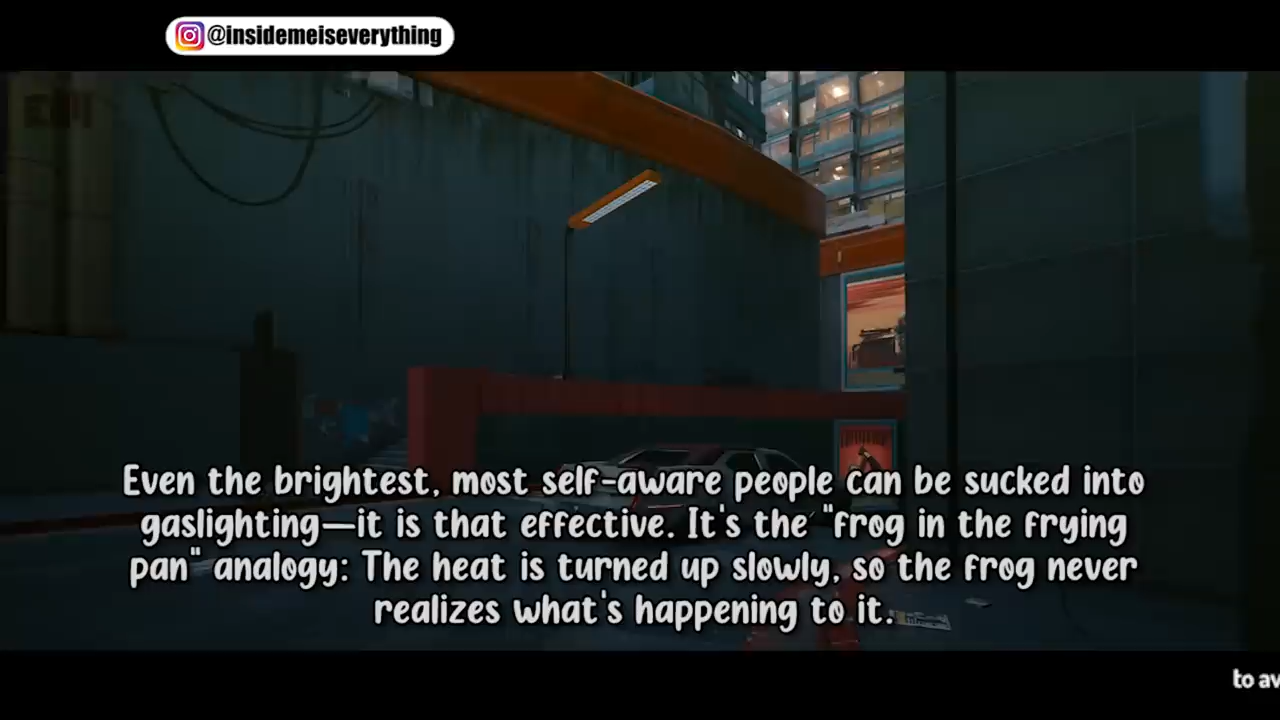 @insidemeiseverything
Even the brightest, most self-aware people can be sucked into
gaslighting—it is that effective. It's the "frog in the frying
pan" analogy: The heat is turned up slowly, so the frog never
realizes what's happening to it.
to av